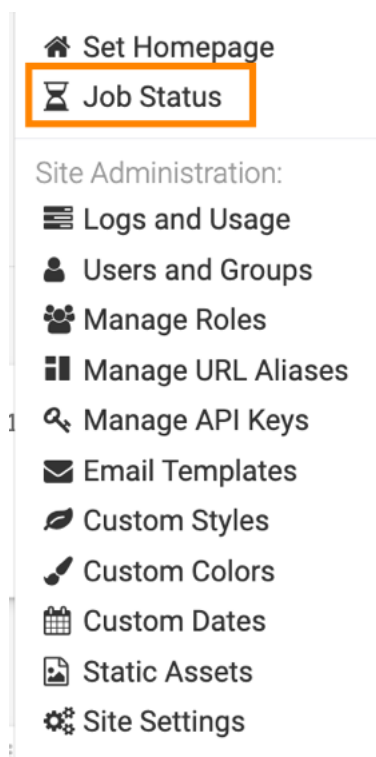 Set Homepage
Job Status
Site Administration:
Logs and Usage
Users and Groups
Manage Roles
Manage URL Aliases
Manage API Keys
Email Templates
Custom Styles
Custom Colors
Custom Dates
Static Assets
Site Settings